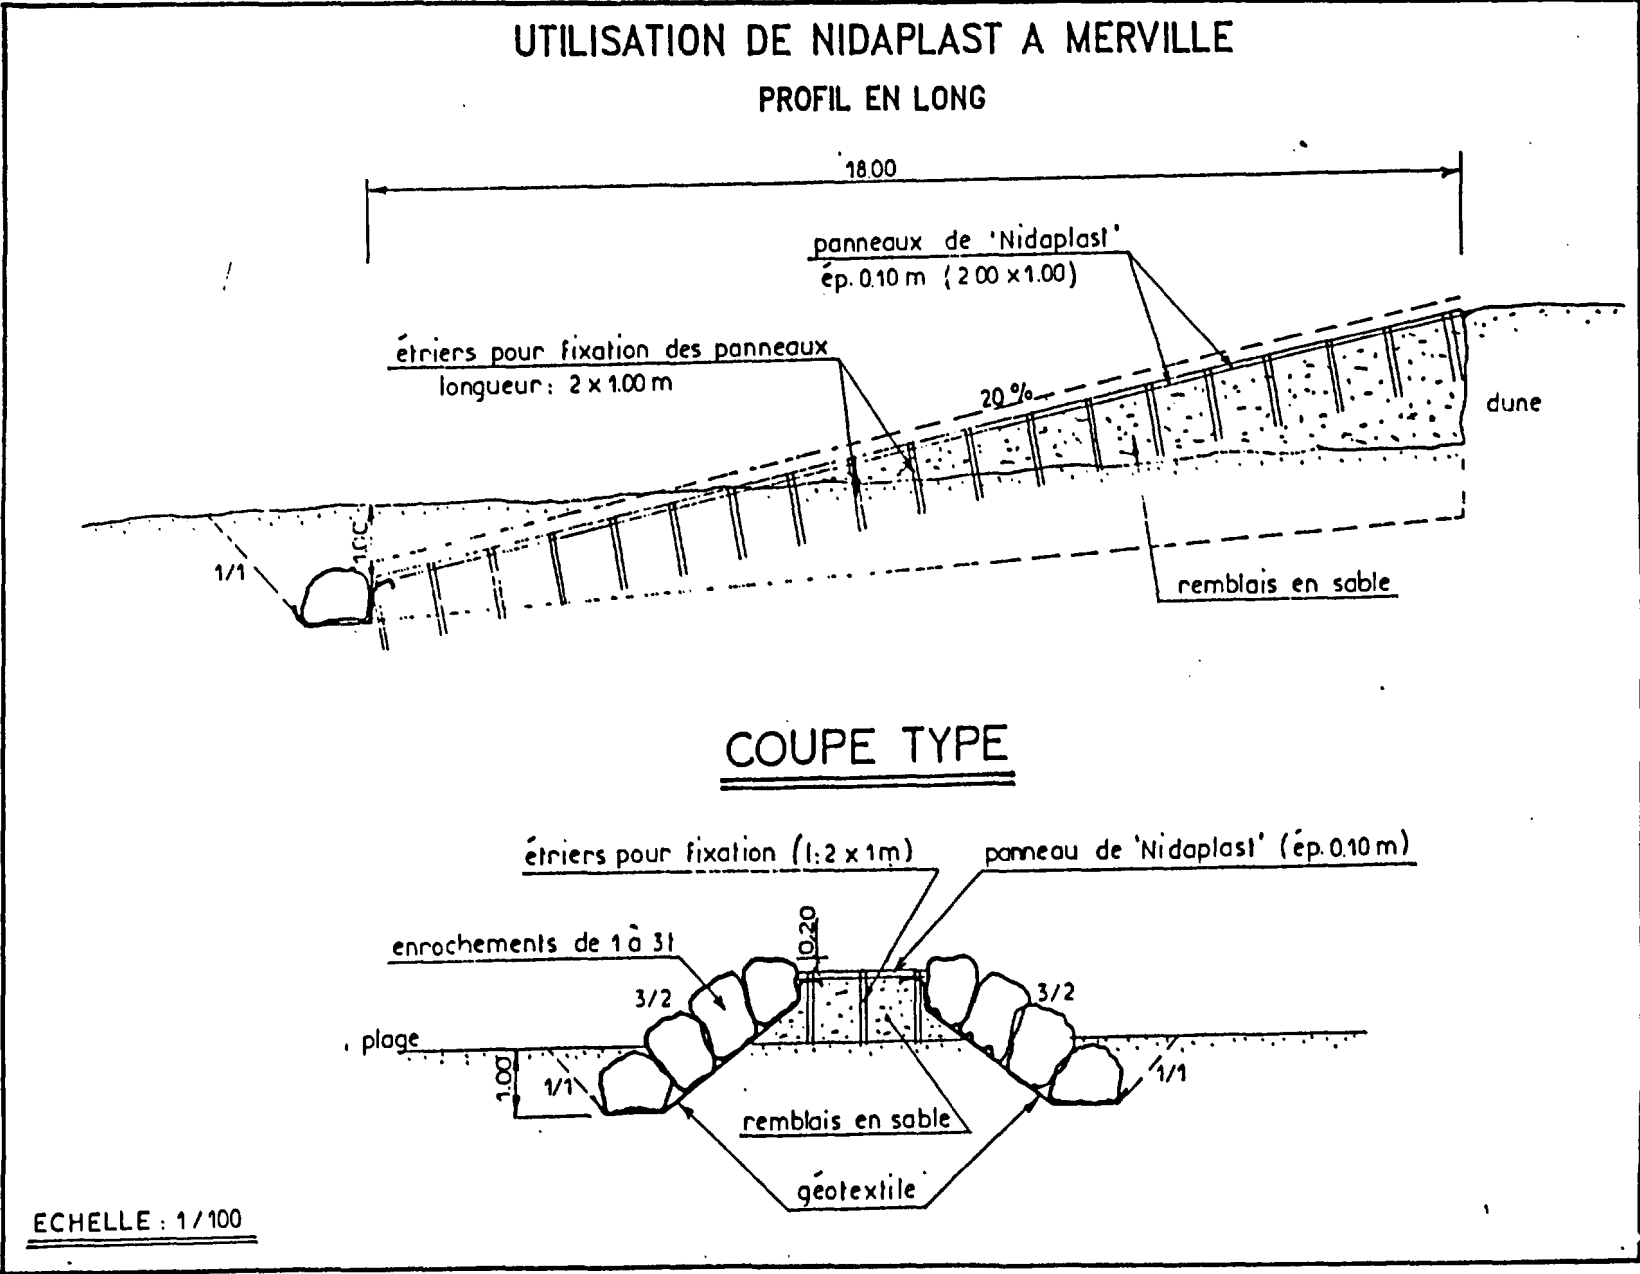 UTILISATION DE NIDAPLAST A MERVILLE
PROFIL EN LONG
18.00
panneaux de 'Nidaplast'
ép. 0.10 m (2 00 x 1.00)
étriers pour fixation des panneaux
longueur: 2 x 1.00 m
20 %
dune
1.00
1/1
remblais en sable
COUPE TYPE
étriers pour fixation (l: 2 x 1m)
panneau de 'Nidaplast' (ép. 0,10 m)
0.20
enrochements de 1 à 3t
3/2
3/2
plage
1.00
1/1
1/1
remblais en sable
géotextile
ECHELLE : 1/100